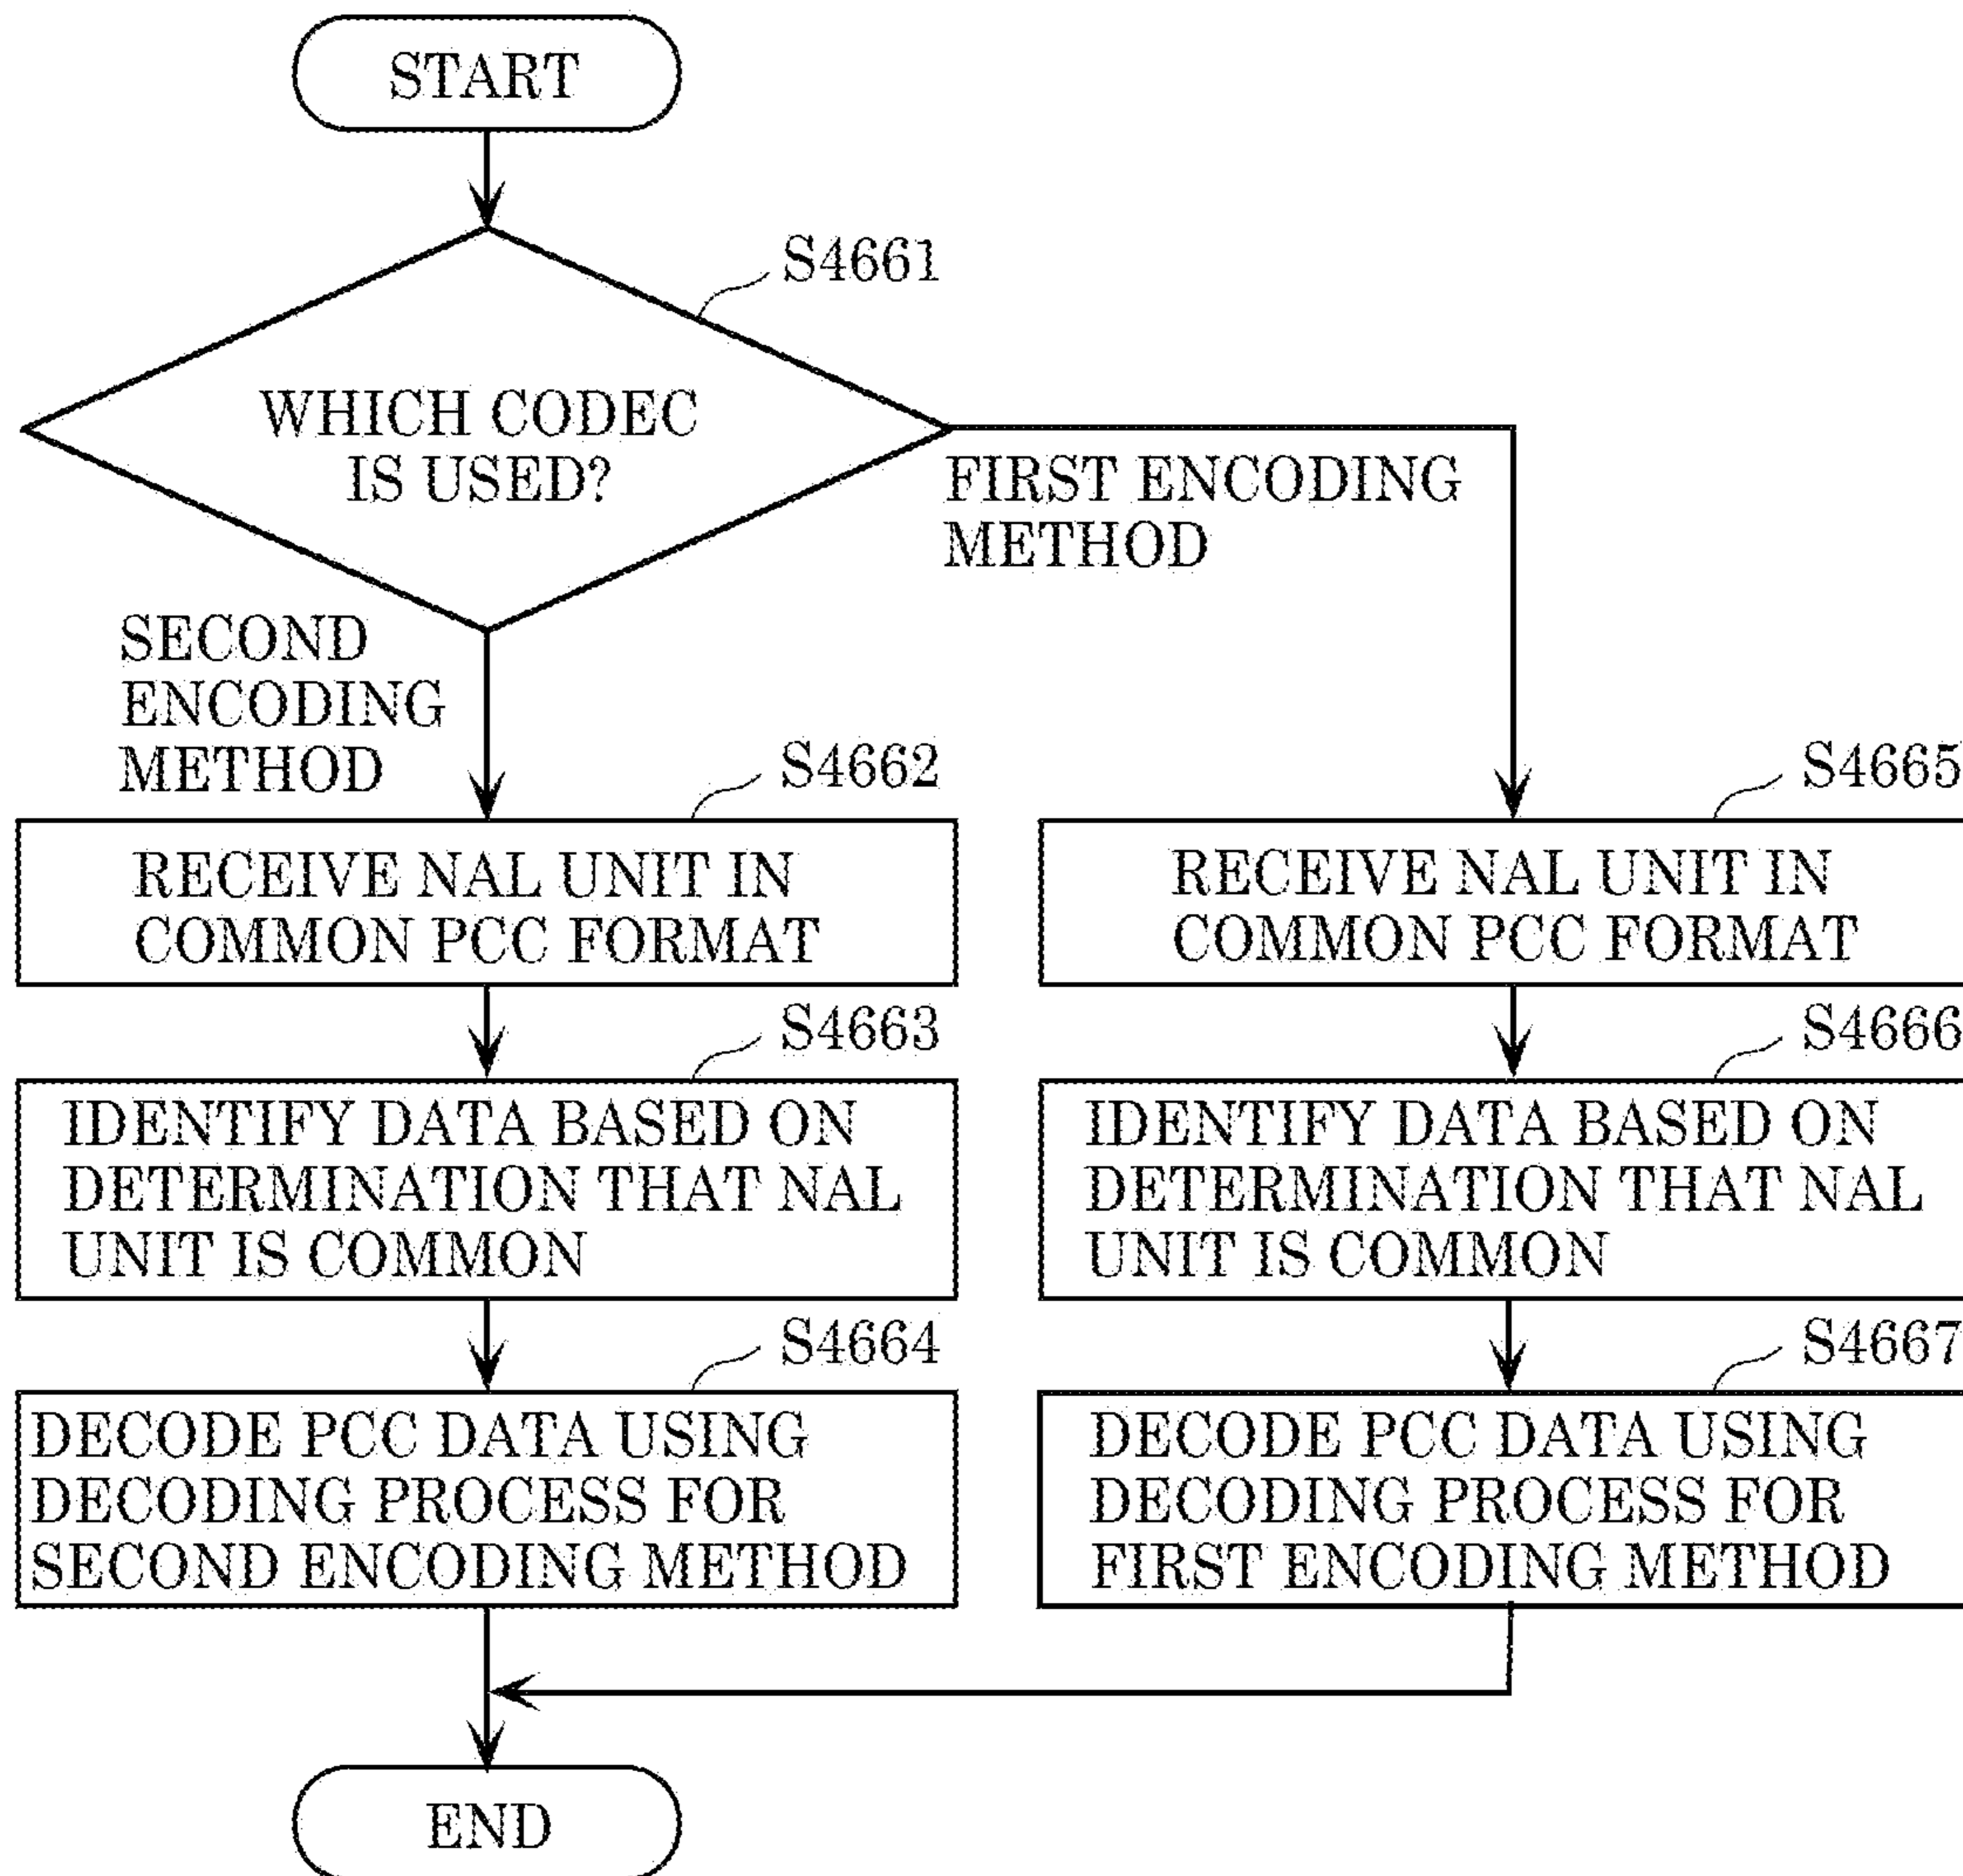 START
S4661
WHICH CODEC
IS USED?
FIRST ENCODING
METHOD
SECOND
ENCODING
METHOD
S4662
RECEIVE NAL UNIT IN
COMMON PCC FORMAT
S4663
IDENTIFY DATA BASED ON
DETERMINATION THAT NAL
UNIT IS COMMON
S4664
DECODE PCC DATA USING
DECODING PROCESS FOR
SECOND ENCODING METHOD
S4665
RECEIVE NAL UNIT IN
COMMON PCC FORMAT
S4666
IDENTIFY DATA BASED ON
DETERMINATION THAT NAL
UNIT IS COMMON
S4667
DECODE PCC DATA USING
DECODING PROCESS FOR
FIRST ENCODING METHOD
END